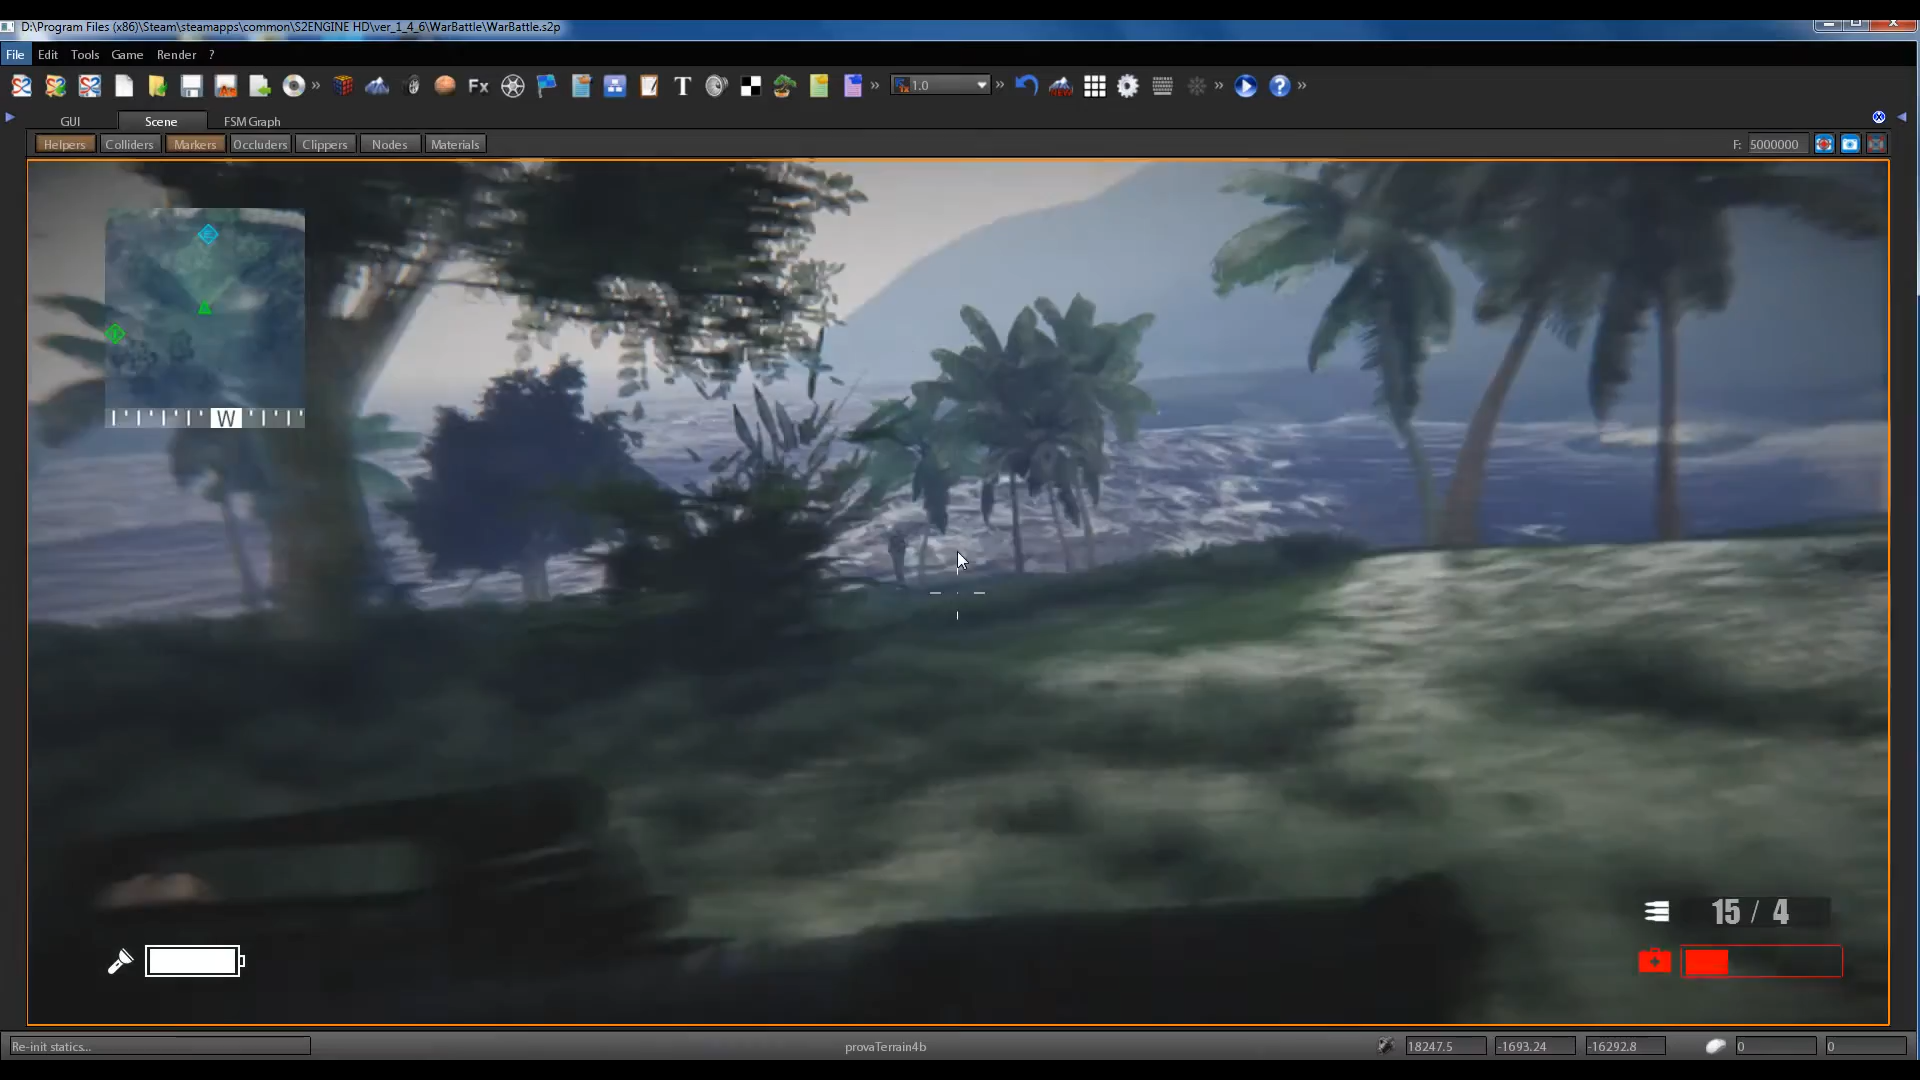 D:\Program Files (x86)\Steam\steamapps\common\S2ENGINE HD\ver_1_4_6\WarBattle\WarBattle.s2p
File Edit Tools Game Render ?
Fx T 1.0
GUI Scene FSM Graph
Helpers Colliders Markers Occluders Clippers Nodes Materials F: 5000000
W
15 / 4
Re-init statics... provaTerrain4b 18247.5 -1693.24 -16292.8 0 0